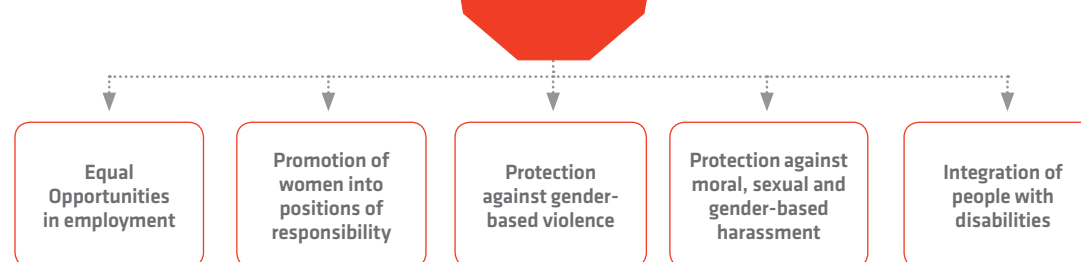 Equal
Opportunities
in employment
Promotion of
women into
positions of
responsibility
Protection
against gender-
based violence
Protection against
moral, sexual and
gender-based
harassment
Integration of
people with
disabilities